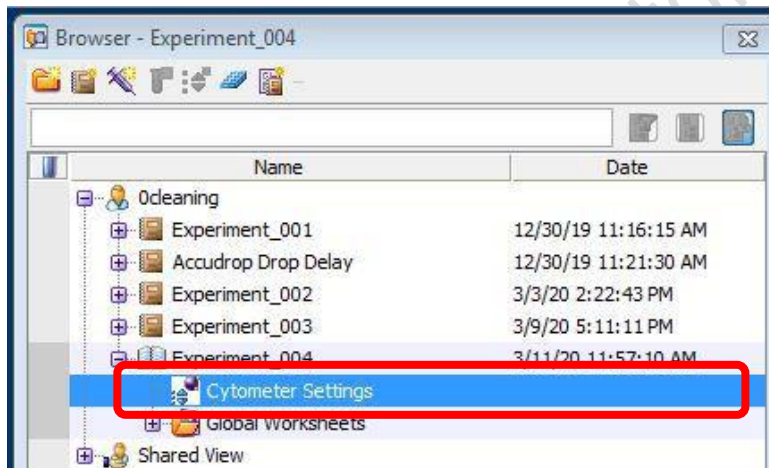 Browser - Experiment_004
Name Date
0cleaning
Experiment_001 12/30/19 11:16:15 AM
Accudrop Drop Delay 12/30/19 11:21:30 AM
Experiment_002 3/3/20 2:22:43 PM
Experiment_003 3/9/20 5:11:11 PM
Experiment_004 3/11/20 11:57:10 AM
Cytometer Settings
Global Worksheets
Shared View